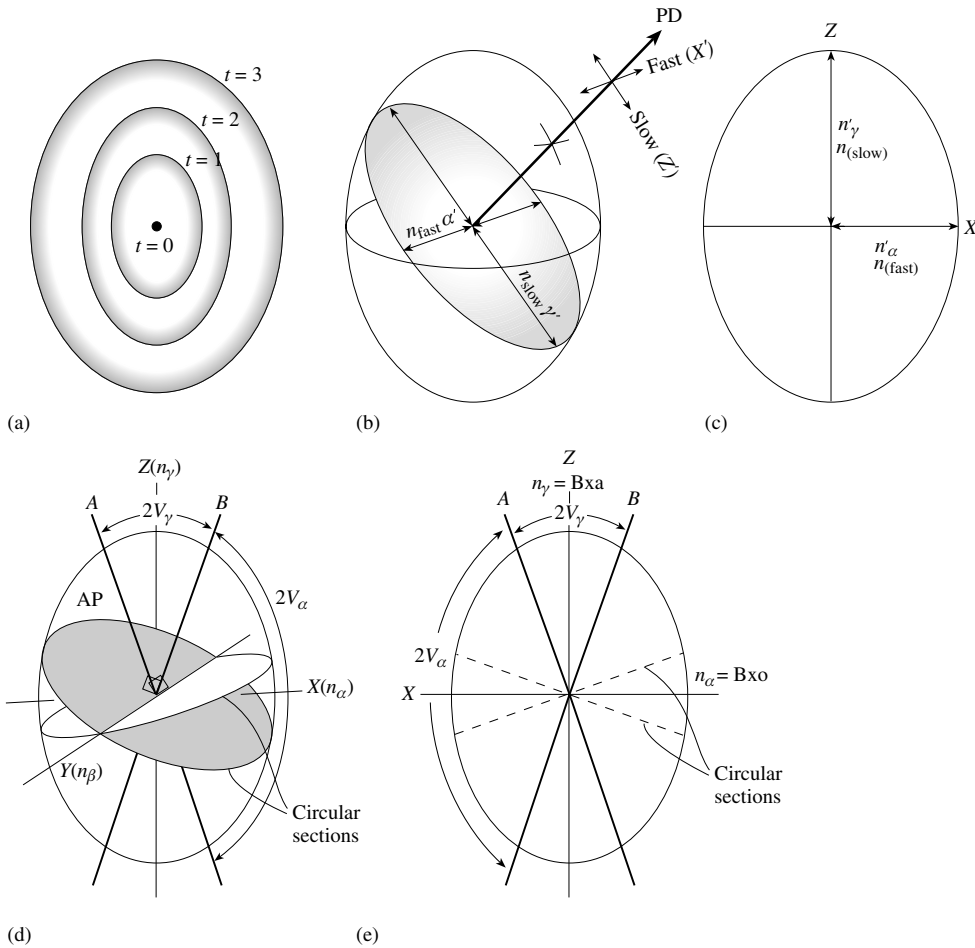 t = 3
t = 2
t = 1
t = 0
(a)
PD
Fast (X′)
Slow (Z′)
n_fast α′
n_slow γ′
(b)
Z
n′_γ
n_(slow)
X
n′_α
n_(fast)
(c)
Z(n_γ)
A
2V_γ
B
AP
2V_α
X(n_α)
Y(n_β)
Circular
sections
(d)
Z
n_γ = Bxa
A
2V_γ
B
2V_α
X
n_α = Bxo
Circular
sections
(e)